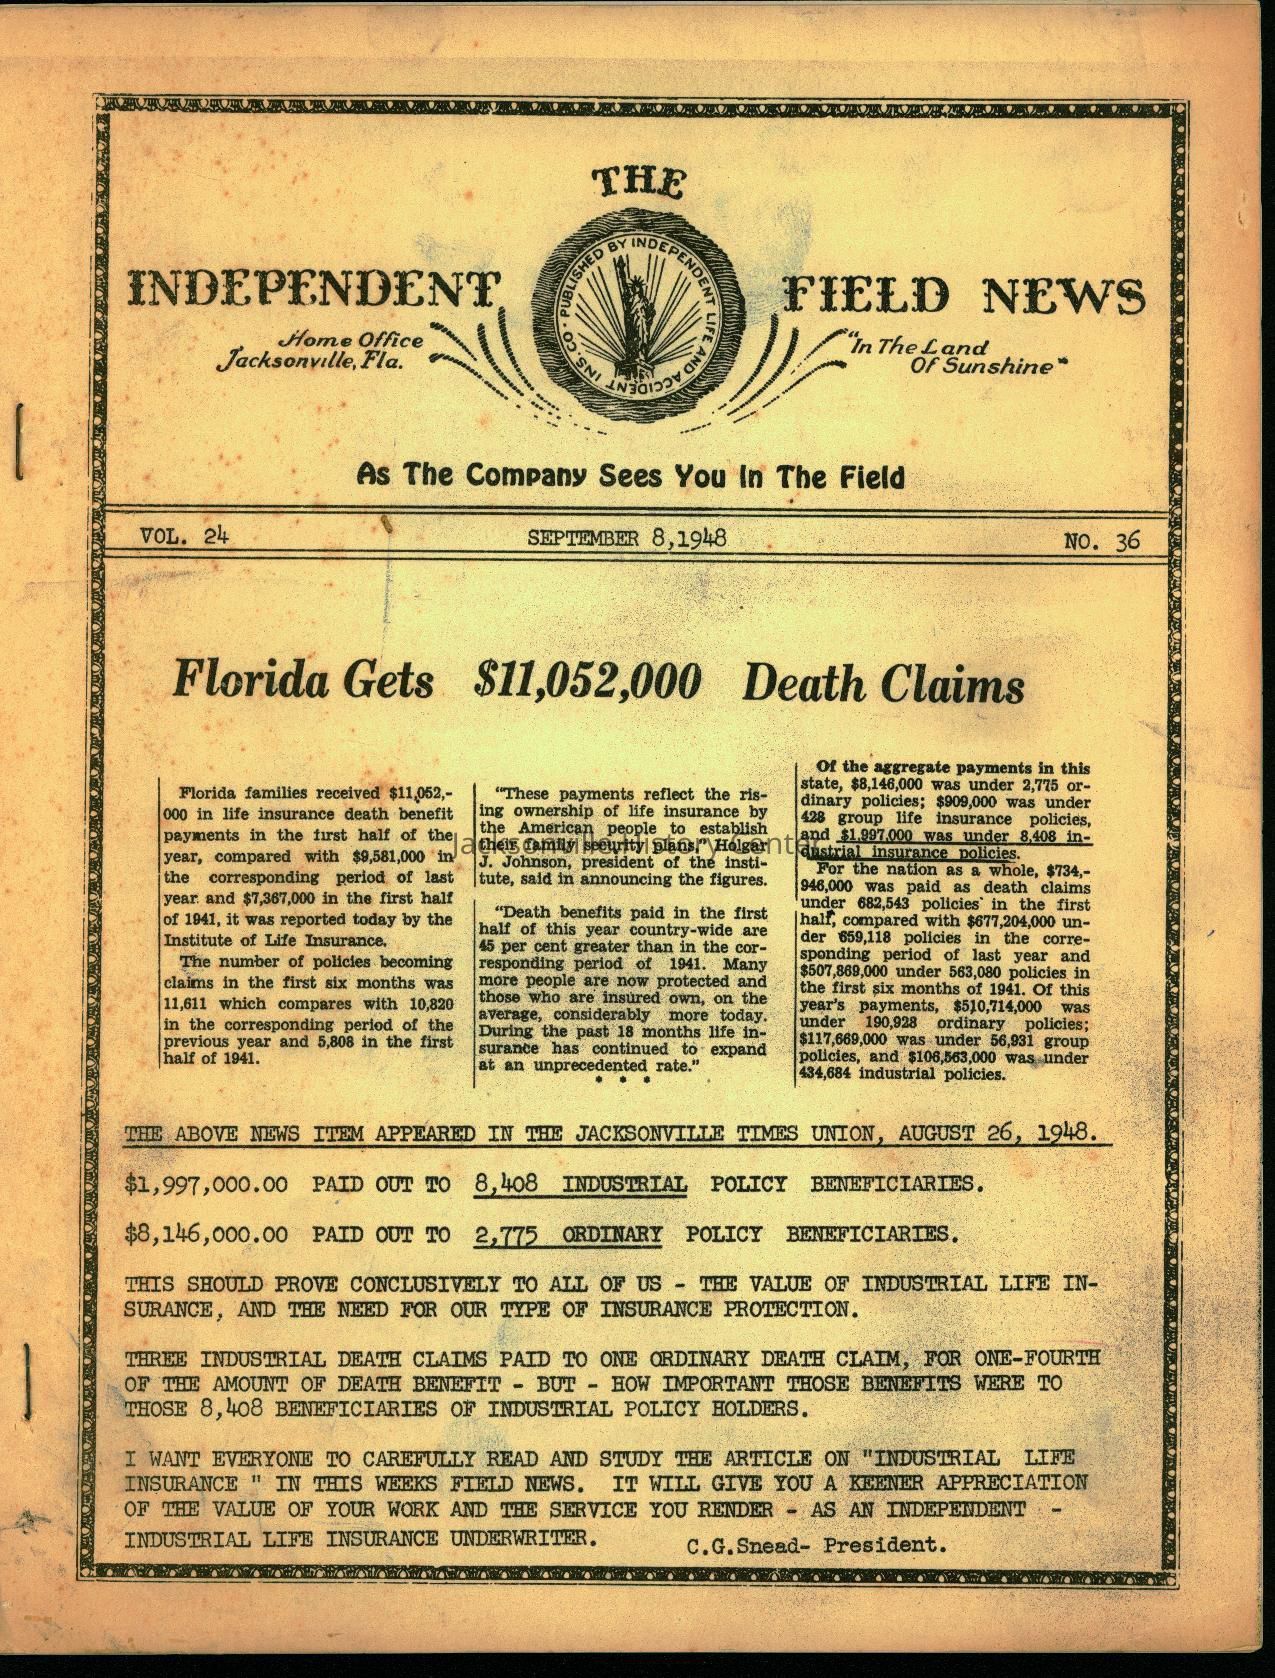 THE
INDEPENDENT FIELD NEWS
PUBLISHED BY INDEPENDENT LIFE AND ACCIDENT INS. CO.
Home Office
Jacksonville, Fla.
"In The Land
Of Sunshine"
As The Company Sees You In The Field
VOL. 24 SEPTEMBER 8,1948 NO. 36
Florida Gets $11,052,000 Death Claims
Florida families received $11,052,-
000 in life insurance death benefit
payments in the first half of the
year, compared with $9,581,000 in
the corresponding period of last
year and $7,367,000 in the first half
of 1941, it was reported today by the
Institute of Life Insurance.
The number of policies becoming
claims in the first six months was
11,611 which compares with 10,820
in the corresponding period of the
previous year and 5,808 in the first
half of 1941.
"These payments reflect the ris-
ing ownership of life insurance by
the American people to establish
their family security plans," Holgar
J. Johnson, president of the insti-
tute, said in announcing the figures.
"Death benefits paid in the first
half of this year country-wide are
45 per cent greater than in the cor-
responding period of 1941. Many
more people are now protected and
those who are insured own, on the
average, considerably more today.
During the past 18 months life in-
surance has continued to expand
at an unprecedented rate."
* * *
Of the aggregate payments in this
state, $8,146,000 was under 2,775 or-
dinary policies; $909,000 was under
428 group life insurance policies,
and $1,997,000 was under 8,408 in-
dustrial insurance policies.
For the nation as a whole, $734,-
946,000 was paid as death claims
under 682,543 policies in the first
half, compared with $677,204,000 un-
der 659,118 policies in the corre-
sponding period of last year and
$507,869,000 under 563,080 policies in
the first six months of 1941. Of this
year's payments, $510,714,000 was
under 190,928 ordinary policies;
$117,669,000 was under 56,931 group
policies, and $106,563,000 was under
434,684 industrial policies.
Jacksonville History Center
THE ABOVE NEWS ITEM APPEARED IN THE JACKSONVILLE TIMES UNION, AUGUST 26, 1948.
$1,997,000.00 PAID OUT TO 8,408 INDUSTRIAL POLICY BENEFICIARIES.
$8,146,000.00 PAID OUT TO 2,775 ORDINARY POLICY BENEFICIARIES.
THIS SHOULD PROVE CONCLUSIVELY TO ALL OF US - THE VALUE OF INDUSTRIAL LIFE IN-
SURANCE, AND THE NEED FOR OUR TYPE OF INSURANCE PROTECTION.
THREE INDUSTRIAL DEATH CLAIMS PAID TO ONE ORDINARY DEATH CLAIM, FOR ONE-FOURTH
OF THE AMOUNT OF DEATH BENEFIT - BUT - HOW IMPORTANT THOSE BENEFITS WERE TO
THOSE 8,408 BENEFICIARIES OF INDUSTRIAL POLICY HOLDERS.
I WANT EVERYONE TO CAREFULLY READ AND STUDY THE ARTICLE ON "INDUSTRIAL LIFE
INSURANCE " IN THIS WEEKS FIELD NEWS. IT WILL GIVE YOU A KEENER APPRECIATION
OF THE VALUE OF YOUR WORK AND THE SERVICE YOU RENDER - AS AN INDEPENDENT -
INDUSTRIAL LIFE INSURANCE UNDERWRITER. C.G.Snead- President.